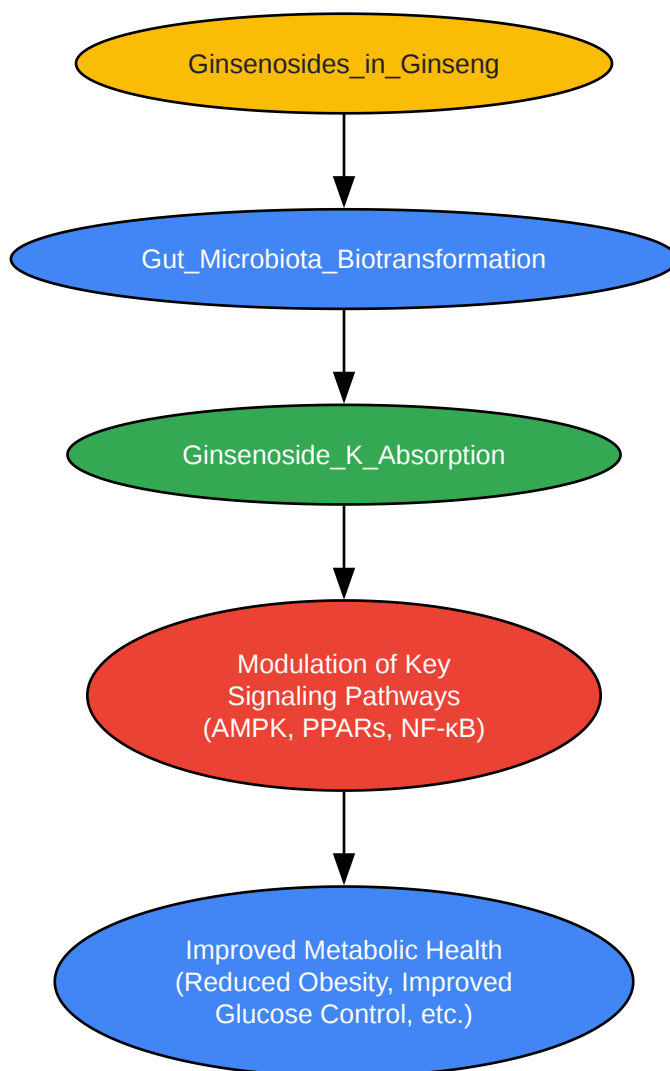 Ginsenosides_in_Ginseng
Gut_Microbiota_Biotransformation
Ginsenoside_K_Absorption
Modulation of Key
Signaling Pathways
(AMPK, PPARs, NF-κB)
Improved Metabolic Health
(Reduced Obesity, Improved
Glucose Control, etc.)